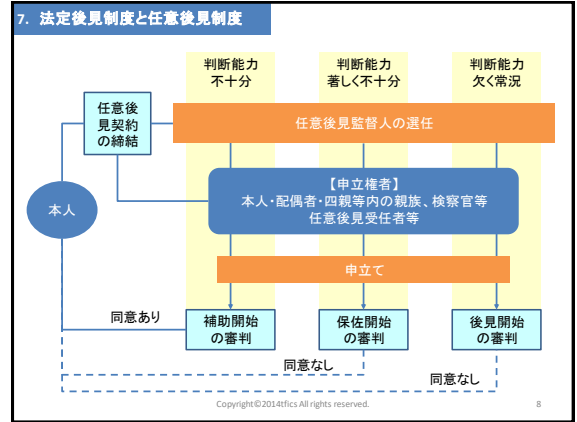 7. 法定後見制度と任意後見制度
判断能力
不十分
判断能力
著しく不十分
判断能力
欠く常況
任意後
見契約
の締結
任意後見監督人の選任
【申立権者】
本人・配偶者・四親等内の親族、検察官等
任意後見受任者等
本人
申立て
同意あり
補助開始
の審判
保佐開始
の審判
後見開始
の審判
同意なし
同意なし
Copyright©2014tfics All rights reserved.
8